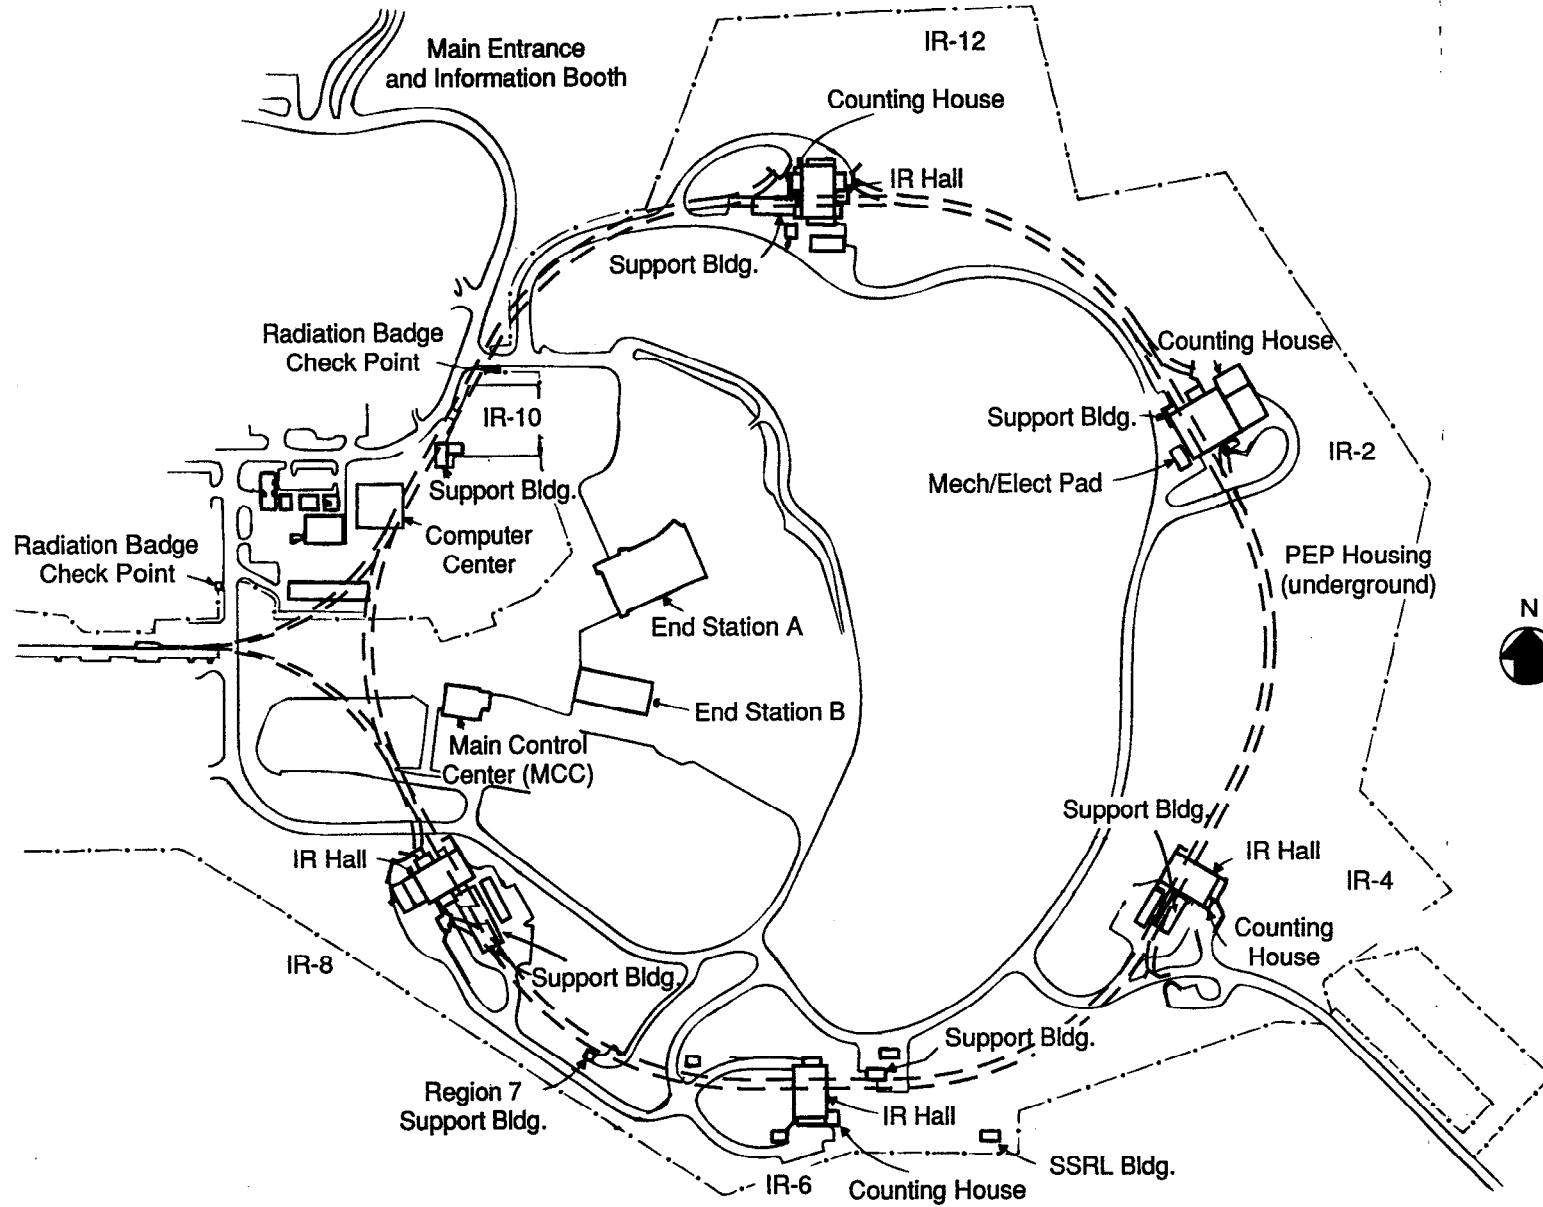 Main Entrance
and Information Booth
IR-12
Counting House
IR Hall
Support Bldg.
Radiation Badge
Check Point
Counting House
IR-10
Support Bldg.
IR-2
Support Bldg.
Mech/Elect Pad
Computer
Center
Radiation Badge
Check Point
PEP Housing
(underground)
N
End Station A
End Station B
Main Control
Center (MCC)
Support Bldg.
IR Hall
IR Hall
IR-4
Counting
House
IR-8
Support Bldg.
Support Bldg.
Region 7
Support Bldg.
IR Hall
SSRL Bldg.
IR-6
Counting House